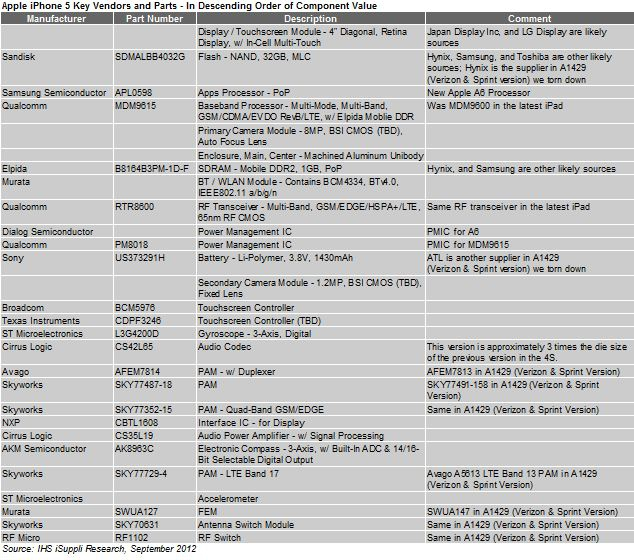 Apple iPhone 5 Key Vendors and Parts - In Descending Order of Component Value
Manufacturer Part Number Description Comment
Display / Touchscreen Module - 4" Diagonal, Retina Japan Display Inc, and LG Display are likely
Display, w/ In-Cell Multi-Touch sources
Sandisk SDMALBB4032G Flash - NAND, 32GB, MLC Hynix, Samsung, and Toshiba are other likely
sources; Hynix is the supplier in A1429
(Verizon & Sprint version) we torn down
Samsung Semiconductor APL0598 Apps Processor - PoP New Apple A6 Processor
Qualcomm MDM9615 Baseband Processor - Multi-Mode, Multi-Band, Was MDM9600 in the latest iPad
GSM/CDMA/EVDO RevB/LTE, w/ Elpida Moblie DDR
Primary Camera Module - 8MP, BSI CMOS (TBD),
Auto Focus Lens
Enclosure, Main, Center - Machined Aluminum Unibody
Elpida B8164B3PM-1D-F SDRAM - Mobile DDR2, 1GB, PoP Hynix, and Samsung are other likely sources
Murata BT / WLAN Module - Contains BCM4334, BTv4.0,
IEEE802.11 a/b/g/n
Qualcomm RTR8600 RF Transceiver - Multi-Band, GSM/EDGE/HSPA+/LTE, Same RF transceiver in the latest iPad
65nm RF CMOS
Dialog Semiconductor Power Management IC PMIC for A6
Qualcomm PM8018 Power Management IC PMIC for MDM9615
Sony US373291H Battery - Li-Polymer, 3.8V, 1430mAh ATL is another supplier in A1429
(Verizon & Sprint version) we torn down
Secondary Camera Module - 1.2MP, BSI CMOS (TBD),
Fixed Lens
Broadcom BCM5976 Touchscreen Controller
Texas Instruments CDPF3246 Touchscreen Controller (TBD)
ST Microelectronics L3G4200D Gyroscope - 3-Axis, Digital
Cirrus Logic CS42L65 Audio Codec This version is approximately 3 times the die size
of the previous version in the 4S.
Avago AFEM7814 PAM - w/ Duplexer AFEM7813 in A1429 (Verizon & Sprint Version)
Skyworks SKY77487-18 PAM SKY77491-158 in A1429 (Verizon & Sprint
Version)
Skyworks SKY77352-15 PAM - Quad-Band GSM/EDGE Same in A1429 (Verizon & Sprint Version)
NXP CBTL1608 Interface IC - for Display
Cirrus Logic CS35L19 Audio Power Amplifier - w/ Signal Processing
AKM Semiconductor AK8963C Electronic Compass - 3-Axis, w/ Built-In ADC & 14/16-
Bit Selectable Digital Output
Skyworks SKY77729-4 PAM - LTE Band 17 Avago A5613 LTE Band 13 PAM in A1429
(Verizon & Sprint Version)
ST Microelectronics Accelerometer
Murata SWUA127 FEM SWUA147 in A1429 (Verizon & Sprint Version)
Skyworks SKY70631 Antenna Switch Module Same in A1429 (Verizon & Sprint Version)
RF Micro RF1102 RF Switch Same in A1429 (Verizon & Sprint Version)
Source: IHS iSuppli Research, September 2012